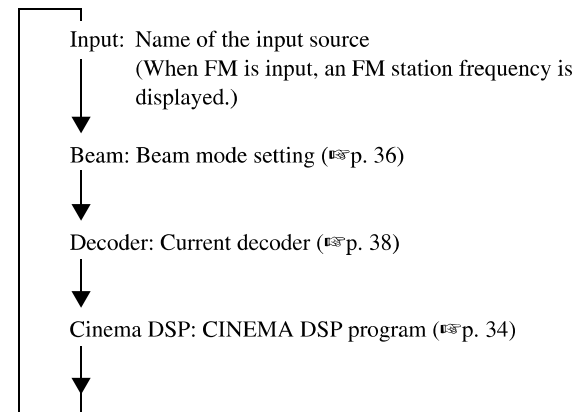 Input: Name of the input source
(When FM is input, an FM station frequency is
displayed.)
Beam: Beam mode setting (☞p. 36)
Decoder: Current decoder (☞p. 38)
Cinema DSP: CINEMA DSP program (☞p. 34)